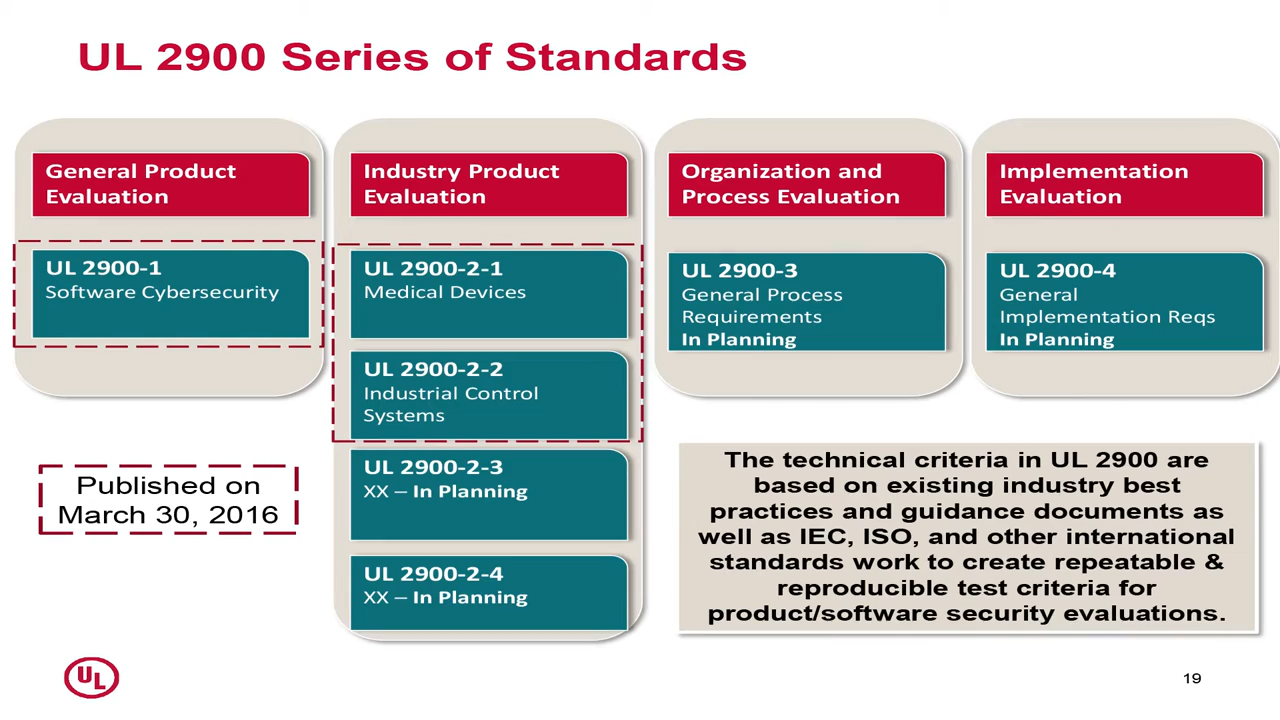 UL 2900 Series of Standards
General Product
Evaluation
UL 2900-1
Software Cybersecurity
Published on
March 30, 2016
Industry Product
Evaluation
UL 2900-2-1
Medical Devices
UL 2900-2-2
Industrial Control
Systems
UL 2900-2-3
XX – In Planning
UL 2900-2-4
XX – In Planning
Organization and
Process Evaluation
UL 2900-3
General Process
Requirements
In Planning
Implementation
Evaluation
UL 2900-4
General
Implementation Reqs
In Planning
The technical criteria in UL 2900 are
based on existing industry best
practices and guidance documents as
well as IEC, ISO, and other international
standards work to create repeatable &
reproducible test criteria for
product/software security evaluations.
UL
19